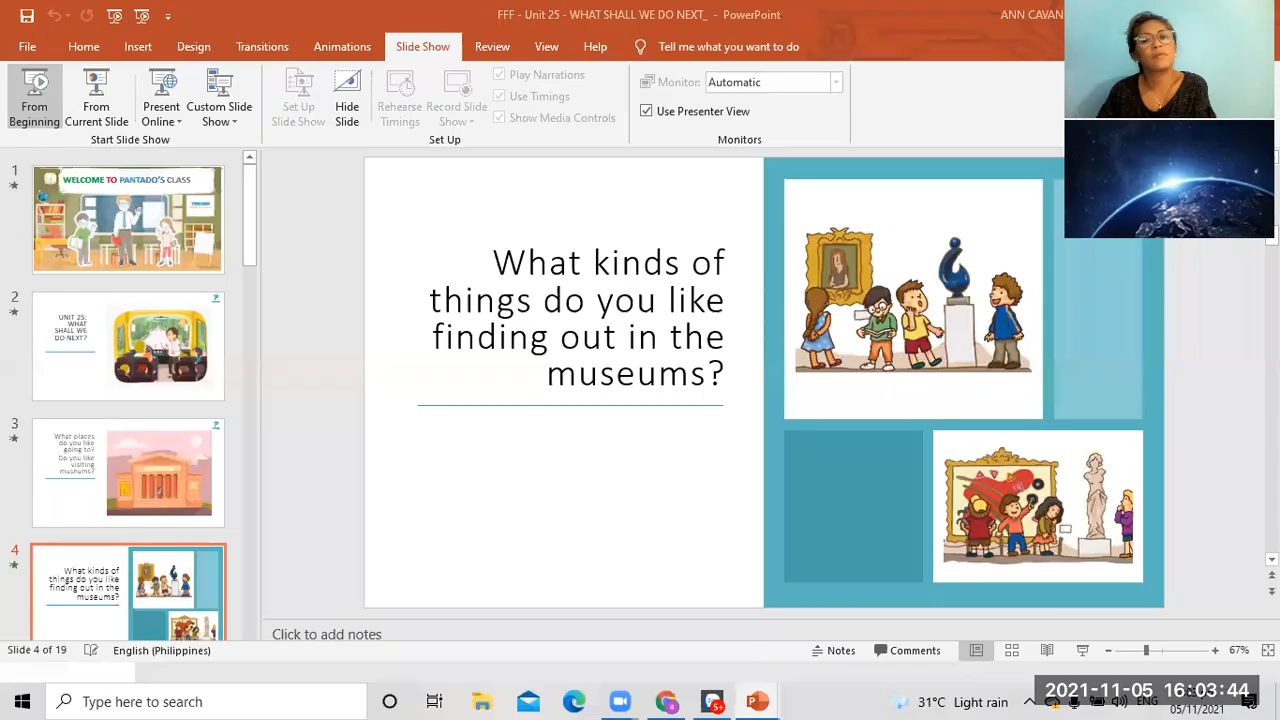 FFF - Unit 25 - WHAT SHALL WE DO NEXT_ - PowerPoint
ANN CAVAN
File Home Insert Design Transitions Animations Slide Show Review View Help Tell me what you want to do
From Beginning
From Current Slide
Present Online
Custom Slide Show
Start Slide Show
Set Up Slide Show
Hide Slide
Rehearse Timings
Record Slide Show
Play Narrations
Use Timings
Show Media Controls
Set Up
Monitor: Automatic
Use Presenter View
Monitors
1
WELCOME TO PANTADO'S CLASS
2
UNIT 25:
WHAT
SHALL WE
DO NEXT?
3
What places
do you like
going to?
Do you like
visiting
museums?
4
What kinds of
things do you like
finding out in the
museums?
What kinds of
things do you like
finding out in the
museums?
Click to add notes
Slide 4 of 19 English (Philippines) Notes Comments 67%
Type here to search
5+
31°C Light rain
ENG
2021-11-05 16:03:44
05/11/2021